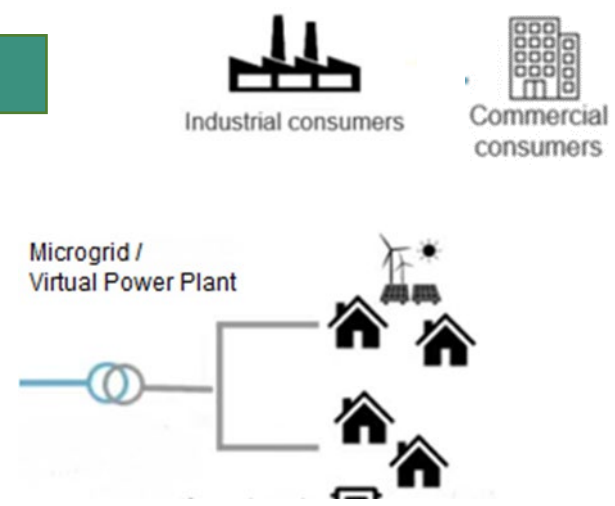 Industrial consumers
Commercial
consumers
Microgrid /
Virtual Power Plant